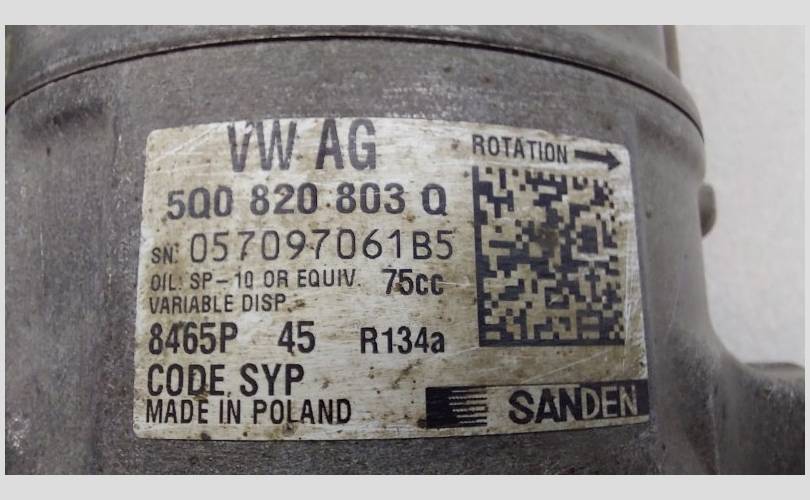 VW AG
ROTATION
5Q0 820 803 Q
SN: 057097061B5
OIL: SP-10 OR EQUIV. 75cc
VARIABLE DISP.
8465P 45 R134a
CODE SYP
MADE IN POLAND
SANDEN